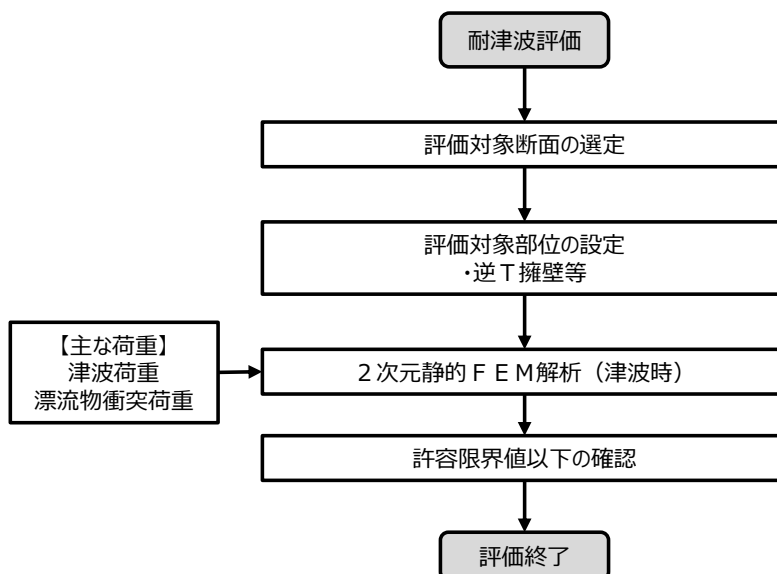 耐津波評価
評価対象断面の選定
評価対象部位の設定
・逆Ｔ擁壁等
【主な荷重】
津波荷重
漂流物衝突荷重
２次元静的ＦＥＭ解析（津波時）
許容限界値以下の確認
評価終了